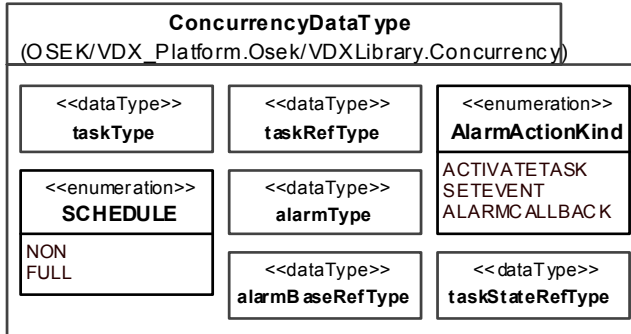 ConcurrencyDataType
(OSEK/VDX_Platform.Osek/VDXLibrary.Concurrency)
<<dataType>>
taskType
<<dataType>>
taskRefType
<<enumeration>>
AlarmActionKind
ACTIVATETASK
SETEVENT
ALARMCALLBACK
<<enumeration>>
SCHEDULE
NON
FULL
<<dataType>>
alarmType
<<dataType>>
alarmBaseRefType
<<dataType>>
taskStateRefType